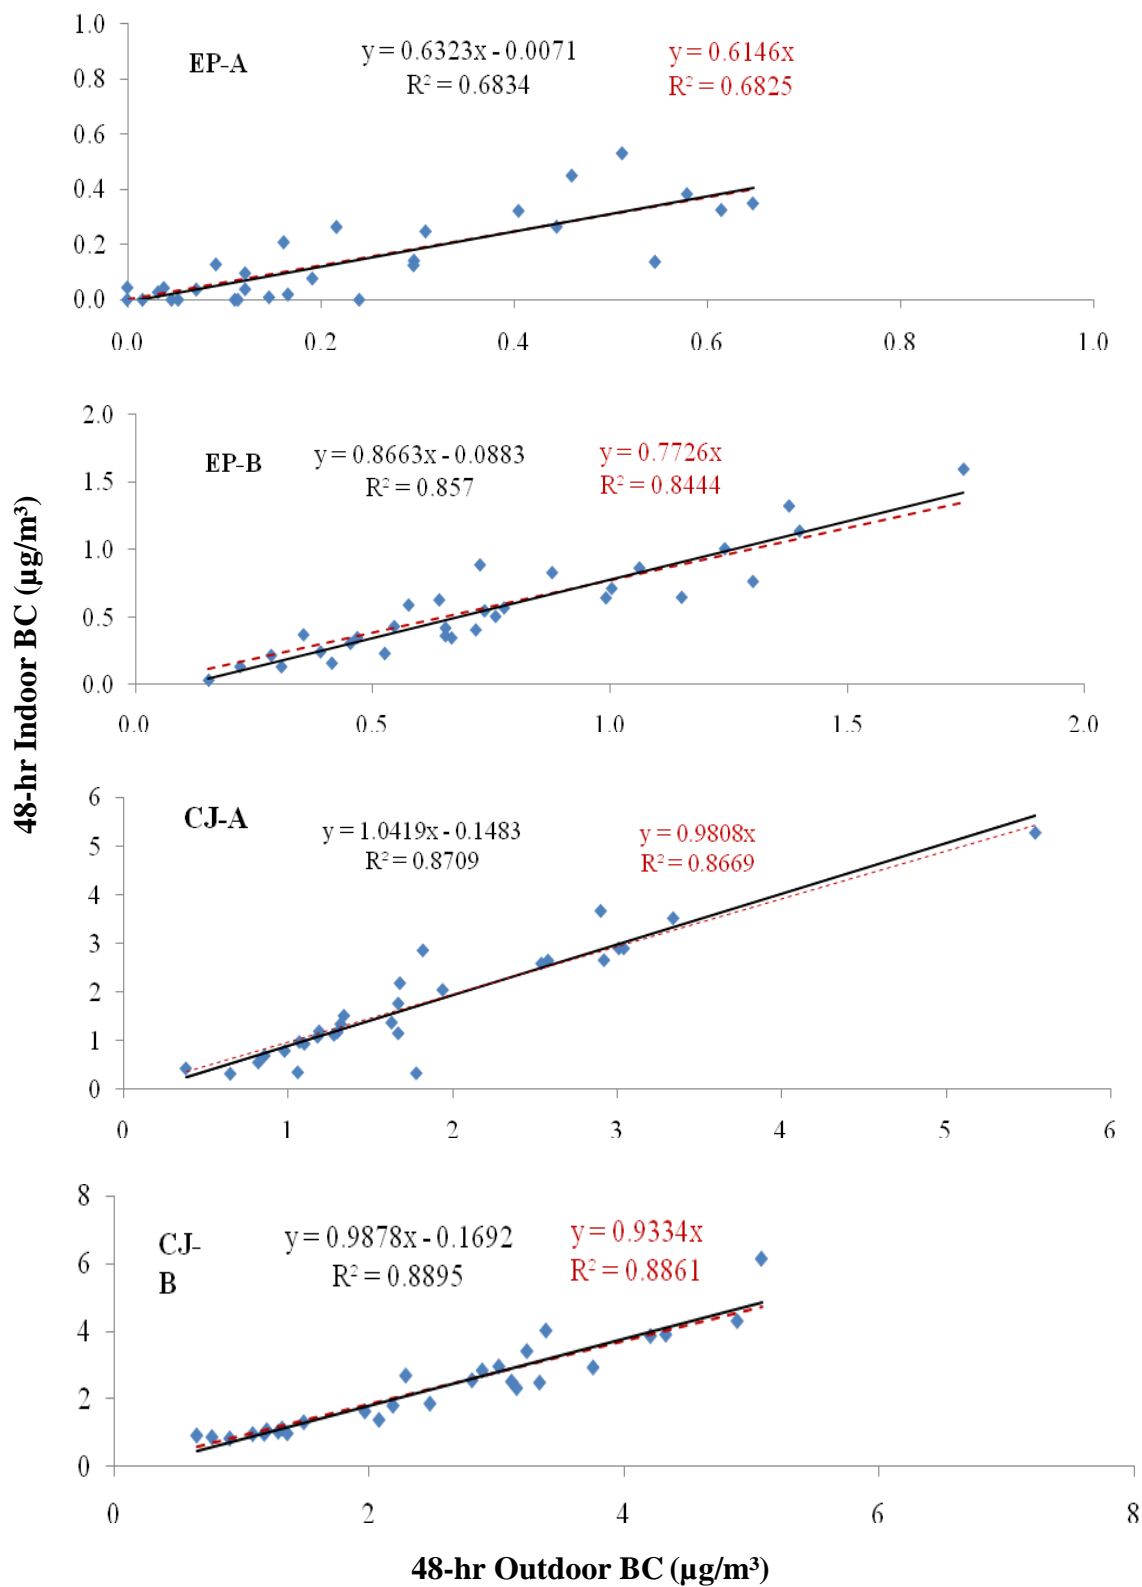 1.0
EP-A
y = 0.6323x - 0.0071
y = 0.6146x
R² = 0.6834
R² = 0.6825
0.8
0.6
0.4
0.2
0.0
0.0 0.2 0.4 0.6 0.8 1.0
2.0
EP-B
y = 0.8663x - 0.0883
y = 0.7726x
R² = 0.857
R² = 0.8444
1.5
1.0
0.5
0.0
0.0 0.5 1.0 1.5 2.0
48-hr Indoor BC (µg/m³)
6
CJ-A
y = 1.0419x - 0.1483
y = 0.9808x
R² = 0.8709
R² = 0.8669
5
4
3
2
1
0
0 1 2 3 4 5 6
8
CJ-
B
y = 0.9878x - 0.1692
y = 0.9334x
R² = 0.8895
R² = 0.8861
6
4
2
0
0 2 4 6 8
48-hr Outdoor BC (µg/m³)